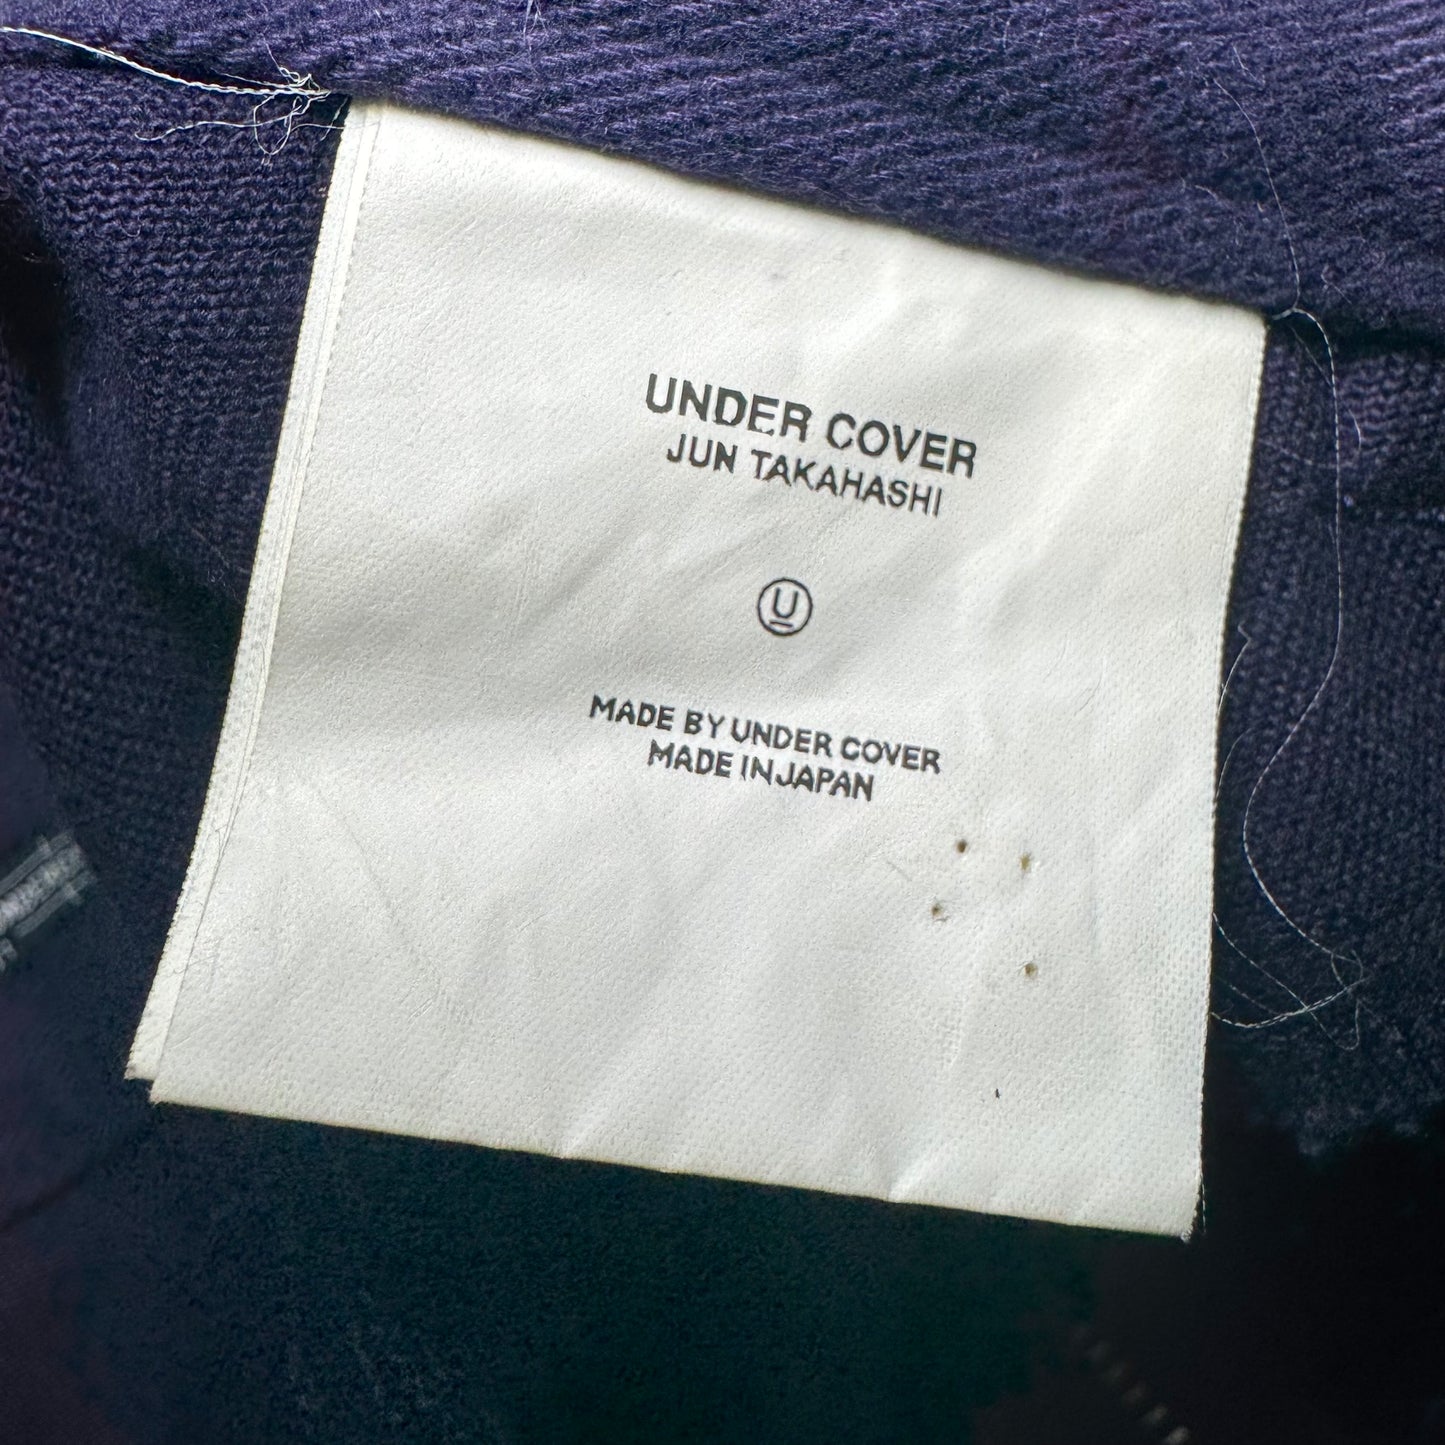 UNDER COVER
JUN TAKAHASHI
U
MADE BY UNDER COVER
MADE IN JAPAN